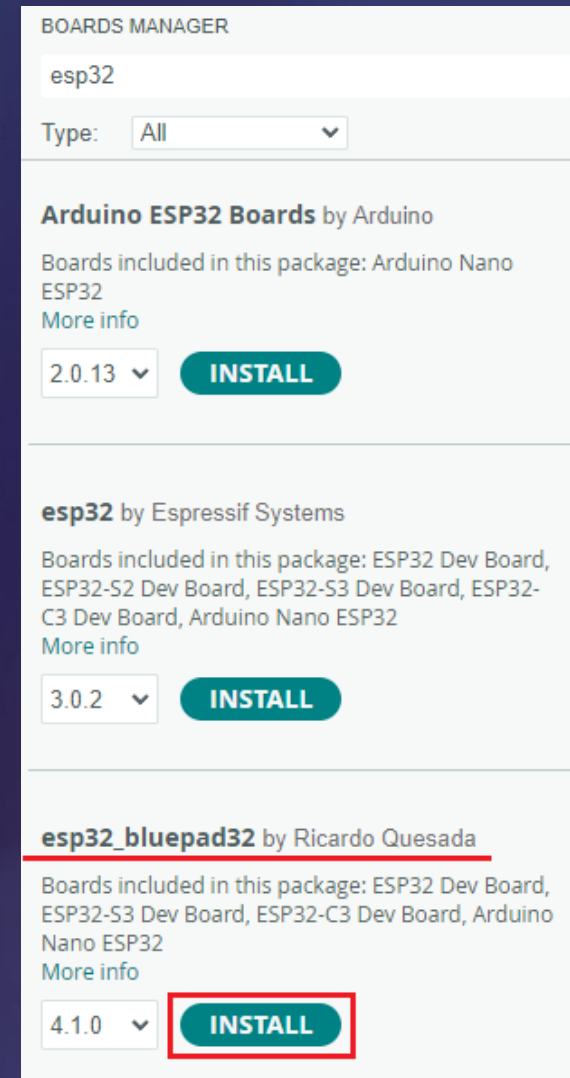 BOARDS MANAGER
esp32
Type: All
Arduino ESP32 Boards by Arduino
Boards included in this package: Arduino Nano
ESP32
More info
2.0.13 INSTALL
esp32 by Espressif Systems
Boards included in this package: ESP32 Dev Board,
ESP32-S2 Dev Board, ESP32-S3 Dev Board, ESP32-
C3 Dev Board, Arduino Nano ESP32
More info
3.0.2 INSTALL
esp32_bluepad32 by Ricardo Quesada
Boards included in this package: ESP32 Dev Board,
ESP32-S3 Dev Board, ESP32-C3 Dev Board, Arduino
Nano ESP32
More info
4.1.0 INSTALL